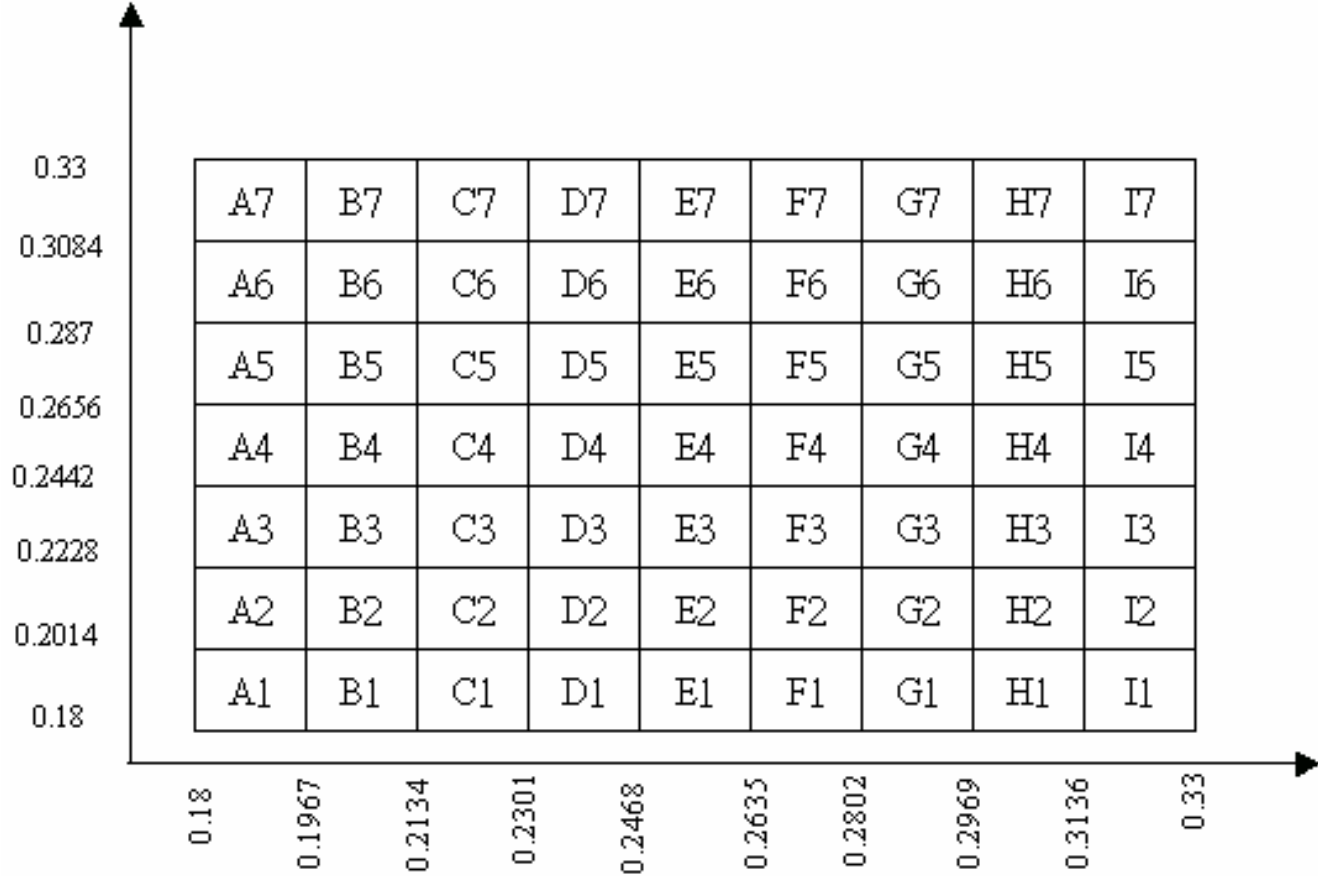 0.33
A7 B7 C7 D7 E7 F7 G7 H7 I7
0.3084
A6 B6 C6 D6 E6 F6 G6 H6 I6
0.287
A5 B5 C5 D5 E5 F5 G5 H5 I5
0.2656
A4 B4 C4 D4 E4 F4 G4 H4 I4
0.2442
A3 B3 C3 D3 E3 F3 G3 H3 I3
0.2228
A2 B2 C2 D2 E2 F2 G2 H2 I2
0.2014
A1 B1 C1 D1 E1 F1 G1 H1 I1
0.18
0.18 0.1967 0.2134 0.2301 0.2468 0.2635 0.2802 0.2969 0.3136 0.33